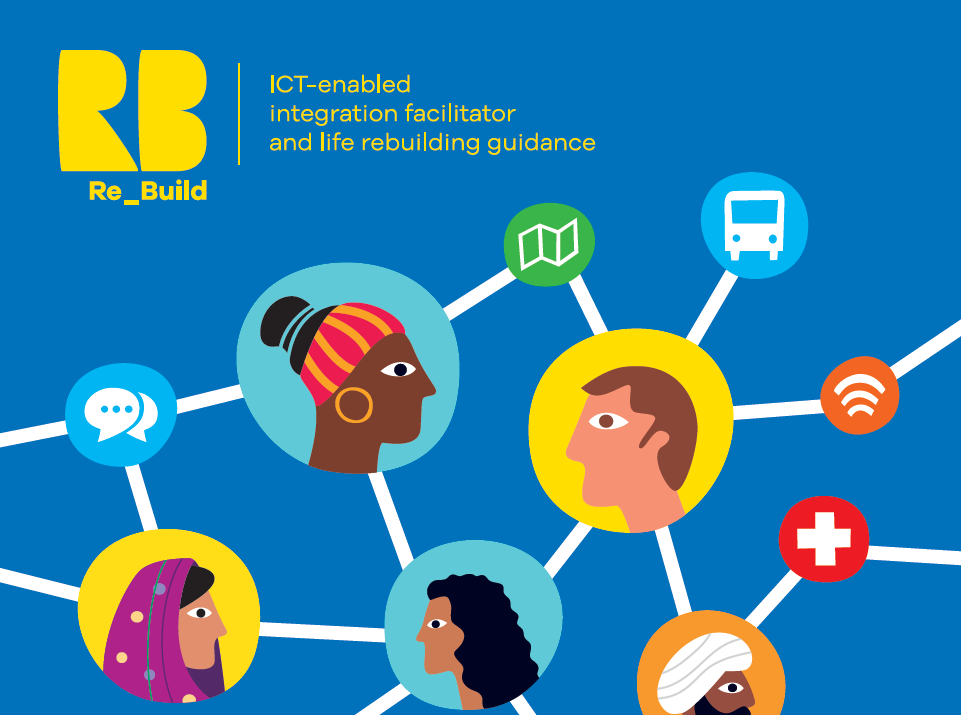 RB
Re_Build
ICT-enabled
integration facilitator
and life rebuilding guidance